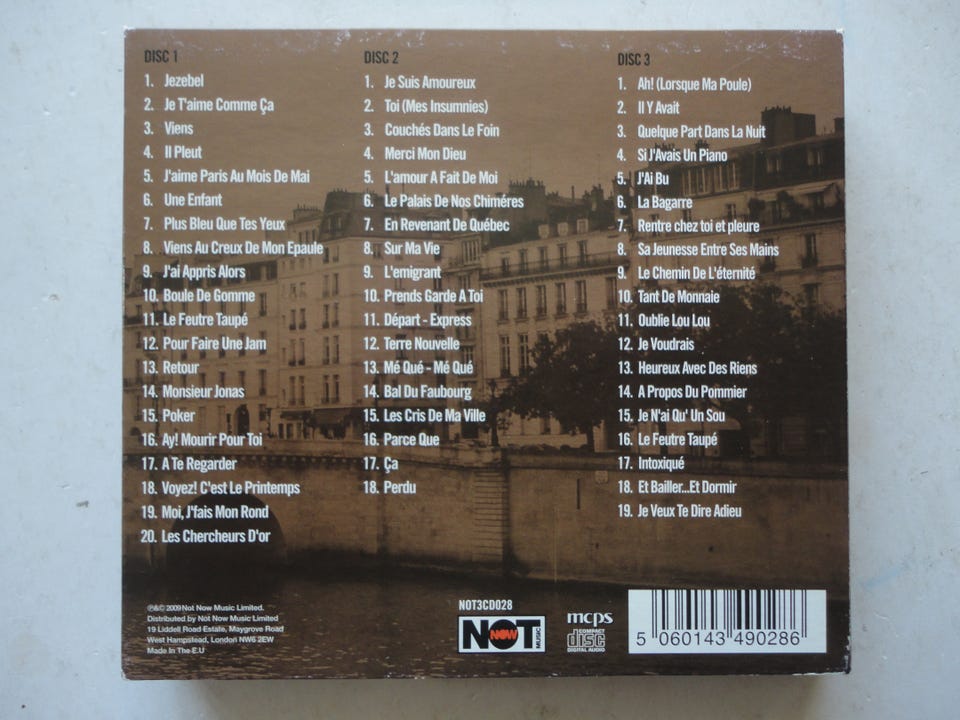 DISC 1
1. Jezebel
2. Je T'aime Comme Ça
3. Viens
4. Il Pleut
5. J'aime Paris Au Mois De Mai
6. Une Enfant
7. Plus Bleu Que Tes Yeux
8. Viens Au Creux De Mon Epaule
9. J'ai Appris Alors
10. Boule De Gomme
11. Le Feutre Taupé
12. Pour Faire Une Jam
13. Retour
14. Monsieur Jonas
15. Poker
16. Ay! Mourir Pour Toi
17. A Te Regarder
18. Voyez! C'est Le Printemps
19. Moi, J'fais Mon Rond
20. Les Chercheurs D'or
DISC 2
1. Je Suis Amoureux
2. Toi (Mes Insumnies)
3. Couchés Dans Le Foin
4. Merci Mon Dieu
5. L'amour A Fait De Moi
6. Le Palais De Nos Chiméres
7. En Revenant De Québec
8. Sur Ma Vie
9. L'emigrant
10. Prends Garde A Toi
11. Départ - Express
12. Terre Nouvelle
13. Mé Qué - Mé Qué
14. Bal Du Faubourg
15. Les Cris De Ma Ville
16. Parce Que
17. Ça
18. Perdu
DISC 3
1. Ah! (Lorsque Ma Poule)
2. Il Y Avait
3. Quelque Part Dans La Nuit
4. Si J'Avais Un Piano
5. J'Ai Bu
6. La Bagarre
7. Rentre chez toi et pleure
8. Sa Jeunesse Entre Ses Mains
9. Le Chemin De L'éternité
10. Tant De Monnaie
11. Oublie Lou Lou
12. Je Voudrais
13. Heureux Avec Des Riens
14. A Propos Du Pommier
15. Je N'ai Qu' Un Sou
16. Le Feutre Taupé
17. Intoxiqué
18. Et Bailler...Et Dormir
19. Je Veux Te Dire Adieu
℗&© 2009 Not Now Music Limited.
Distributed by Not Now Music Limited
19 Liddell Road Estate, Maygrove Road
West Hampstead, London NW6 2EW
Made In The E.U
NOT3CD028
NOT NOW MUSIC
mcps
COMPACT
disc
DIGITAL AUDIO
5 060143 490286